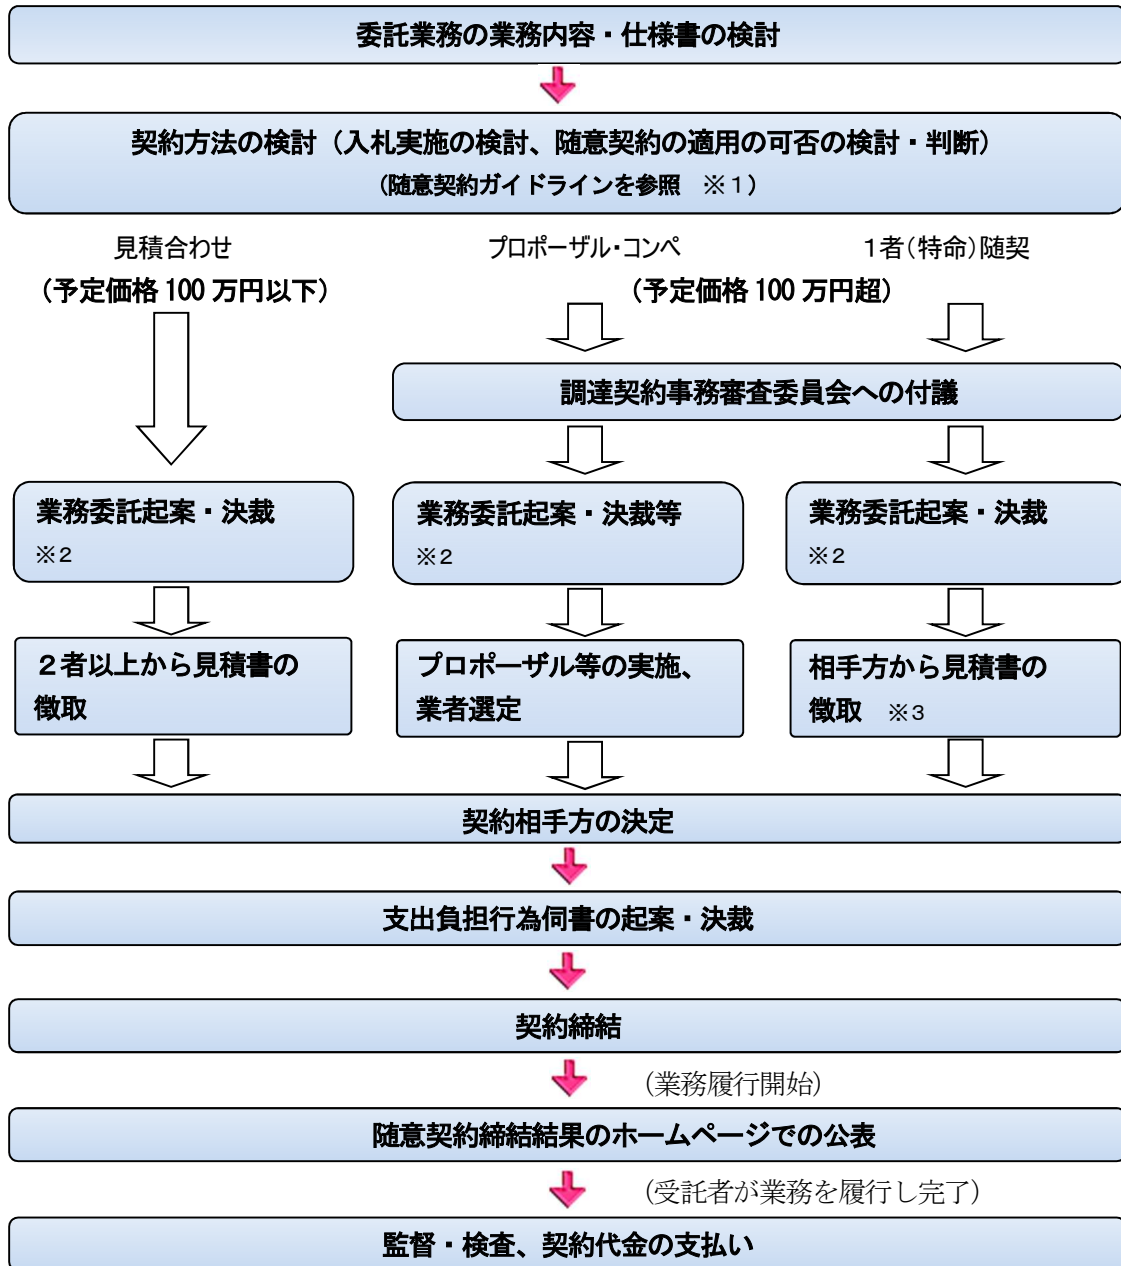 委託業務の業務内容・仕様書の検討
契約方法の検討（入札実施の検討、随意契約の適用の可否の検討・判断）
（随意契約ガイドラインを参照　※１）
見積合わせ
プロポーザル・コンペ
１者（特命）随契
（予定価格 100 万円以下）
（予定価格 100 万円超）
調達契約事務審査委員会への付議
業務委託起案・決裁
※２
業務委託起案・決裁等
※２
業務委託起案・決裁
※２
２者以上から見積書の
徴取
プロポーザル等の実施、
業者選定
相手方から見積書の
徴取　※３
契約相手方の決定
支出負担行為伺書の起案・決裁
契約締結
（業務履行開始）
随意契約締結結果のホームページでの公表
（受託者が業務を履行し完了）
監督・検査、契約代金の支払い